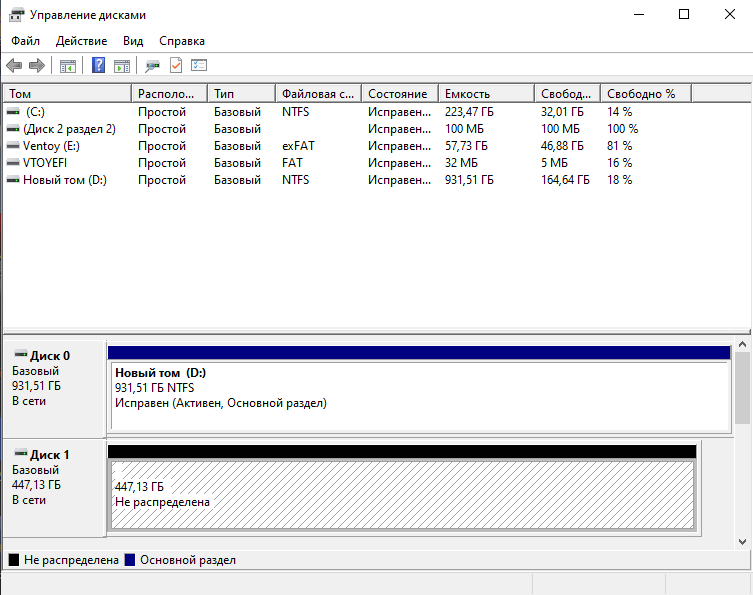 Управление дисками
Файл Действие Вид Справка
Том Располо... Тип Файловая с... Состояние Емкость Свобод... Свободно %
(C:) Простой Базовый NTFS Исправен... 223,47 ГБ 32,01 ГБ 14 %
(Диск 2 раздел 2) Простой Базовый Исправен... 100 МБ 100 МБ 100 %
Ventoy (E:) Простой Базовый exFAT Исправен... 57,73 ГБ 46,88 ГБ 81 %
VTOYEFI Простой Базовый FAT Исправен... 32 МБ 5 МБ 16 %
Новый том (D:) Простой Базовый NTFS Исправен... 931,51 ГБ 164,64 ГБ 18 %
Диск 0
Базовый
931,51 ГБ
В сети
Новый том (D:)
931,51 ГБ NTFS
Исправен (Активен, Основной раздел)
Диск 1
Базовый
447,13 ГБ
В сети
447,13 ГБ
Не распределена
Не распределена Основной раздел